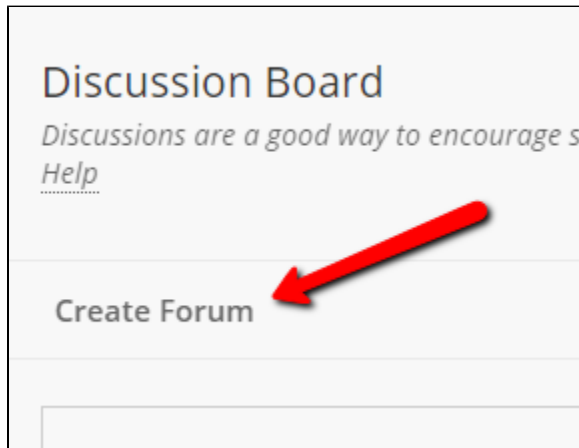 Discussion Board
Discussions are a good way to encourage
Help
Create Forum